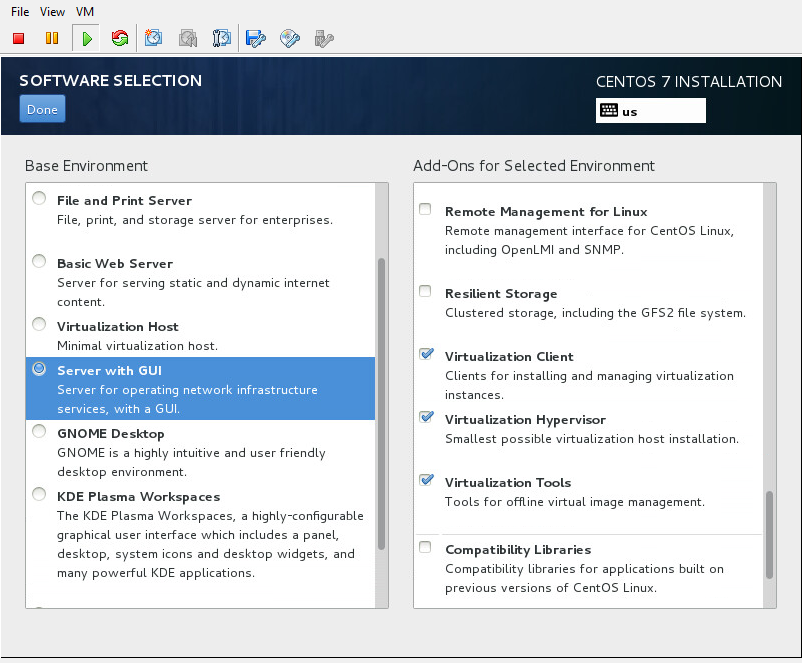 File View VM
SOFTWARE SELECTION
Done
CENTOS 7 INSTALLATION
us
Base Environment
File and Print Server
File, print, and storage server for enterprises.
Basic Web Server
Server for serving static and dynamic internet
content.
Virtualization Host
Minimal virtualization host.
Server with GUI
Server for operating network infrastructure
services, with a GUI.
GNOME Desktop
GNOME is a highly intuitive and user friendly
desktop environment.
KDE Plasma Workspaces
The KDE Plasma Workspaces, a highly-configurable
graphical user interface which includes a panel,
desktop, system icons and desktop widgets, and
many powerful KDE applications.
Add-Ons for Selected Environment
Remote Management for Linux
Remote management interface for CentOS Linux,
including OpenLMI and SNMP.
Resilient Storage
Clustered storage, including the GFS2 file system.
Virtualization Client
Clients for installing and managing virtualization
instances.
Virtualization Hypervisor
Smallest possible virtualization host installation.
Virtualization Tools
Tools for offline virtual image management.
Compatibility Libraries
Compatibility libraries for applications built on
previous versions of CentOS Linux.